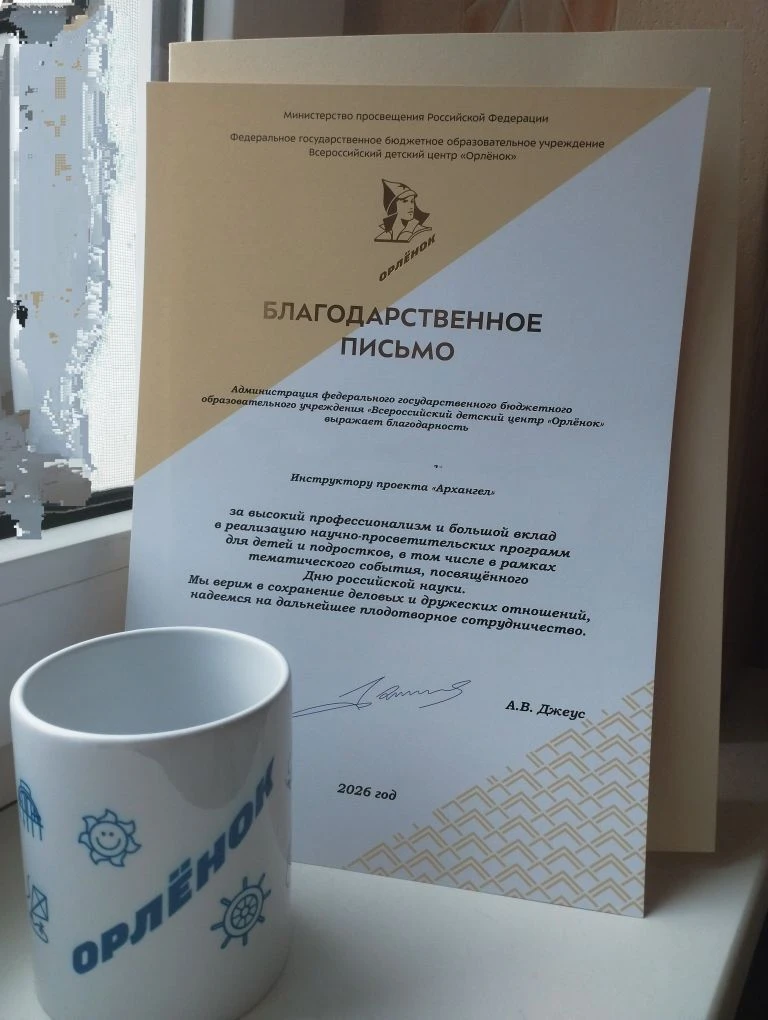 Министерство просвещения Российской Федерации
Федеральное государственное бюджетное образовательное учреждение
Всероссийский детский центр «Орлёнок»
ОРЛЁНОК
БЛАГОДАРСТВЕННОЕ
ПИСЬМО
Администрация федерального государственного бюджетного
образовательного учреждения «Всероссийский детский центр «Орлёнок»
выражает благодарность
Инструктору проекта «Архангел»
за высокий профессионализм и большой вклад
в реализацию научно-просветительских программ
для детей и подростков, в том числе в рамках
тематического события, посвящённого
Дню российской науки.
Мы верим в сохранение деловых и дружеских отношений,
надеемся на дальнейшее плодотворное сотрудничество.
А.В. Джеус
2026 год
ОРЛЁНОК